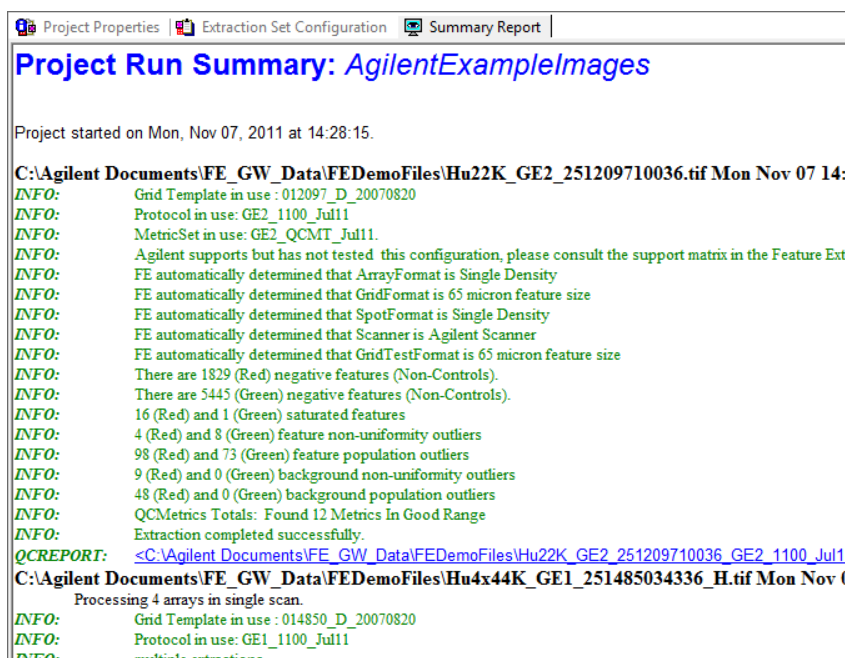 Project Properties Extraction Set Configuration Summary Report
Project Run Summary: AgilentExampleImages
Project started on Mon, Nov 07, 2011 at 14:28:15.
C:\Agilent Documents\FE_GW_Data\FEDemoFiles\Hu22K_GE2_251209710036.tif Mon Nov 07 14:
INFO: Grid Template in use : 012097_D_20070820
INFO: Protocol in use: GE2_1100_Jul11
INFO: MetricSet in use: GE2_QCMT_Jul11.
INFO: Agilent supports but has not tested this configuration, please consult the support matrix in the Feature Ext
INFO: FE automatically determined that ArrayFormat is Single Density
INFO: FE automatically determined that GridFormat is 65 micron feature size
INFO: FE automatically determined that SpotFormat is Single Density
INFO: FE automatically determined that Scanner is Agilent Scanner
INFO: FE automatically determined that GridTestFormat is 65 micron feature size
INFO: There are 1829 (Red) negative features (Non-Controls).
INFO: There are 5445 (Green) negative features (Non-Controls).
INFO: 16 (Red) and 1 (Green) saturated features
INFO: 4 (Red) and 8 (Green) feature non-uniformity outliers
INFO: 98 (Red) and 73 (Green) feature population outliers
INFO: 9 (Red) and 0 (Green) background non-uniformity outliers
INFO: 48 (Red) and 0 (Green) background population outliers
INFO: QCMetrics Totals: Found 12 Metrics In Good Range
INFO: Extraction completed successfully.
QCREPORT: <C:\Agilent Documents\FE_GW_Data\FEDemoFiles\Hu22K_GE2_251209710036_GE2_1100_Jul1
C:\Agilent Documents\FE_GW_Data\FEDemoFiles\Hu4x44K_GE1_251485034336_H.tif Mon Nov 0
Processing 4 arrays in single scan.
INFO: Grid Template in use : 014850_D_20070820
INFO: Protocol in use: GE1_1100_Jul11
INFO: multiple extractions